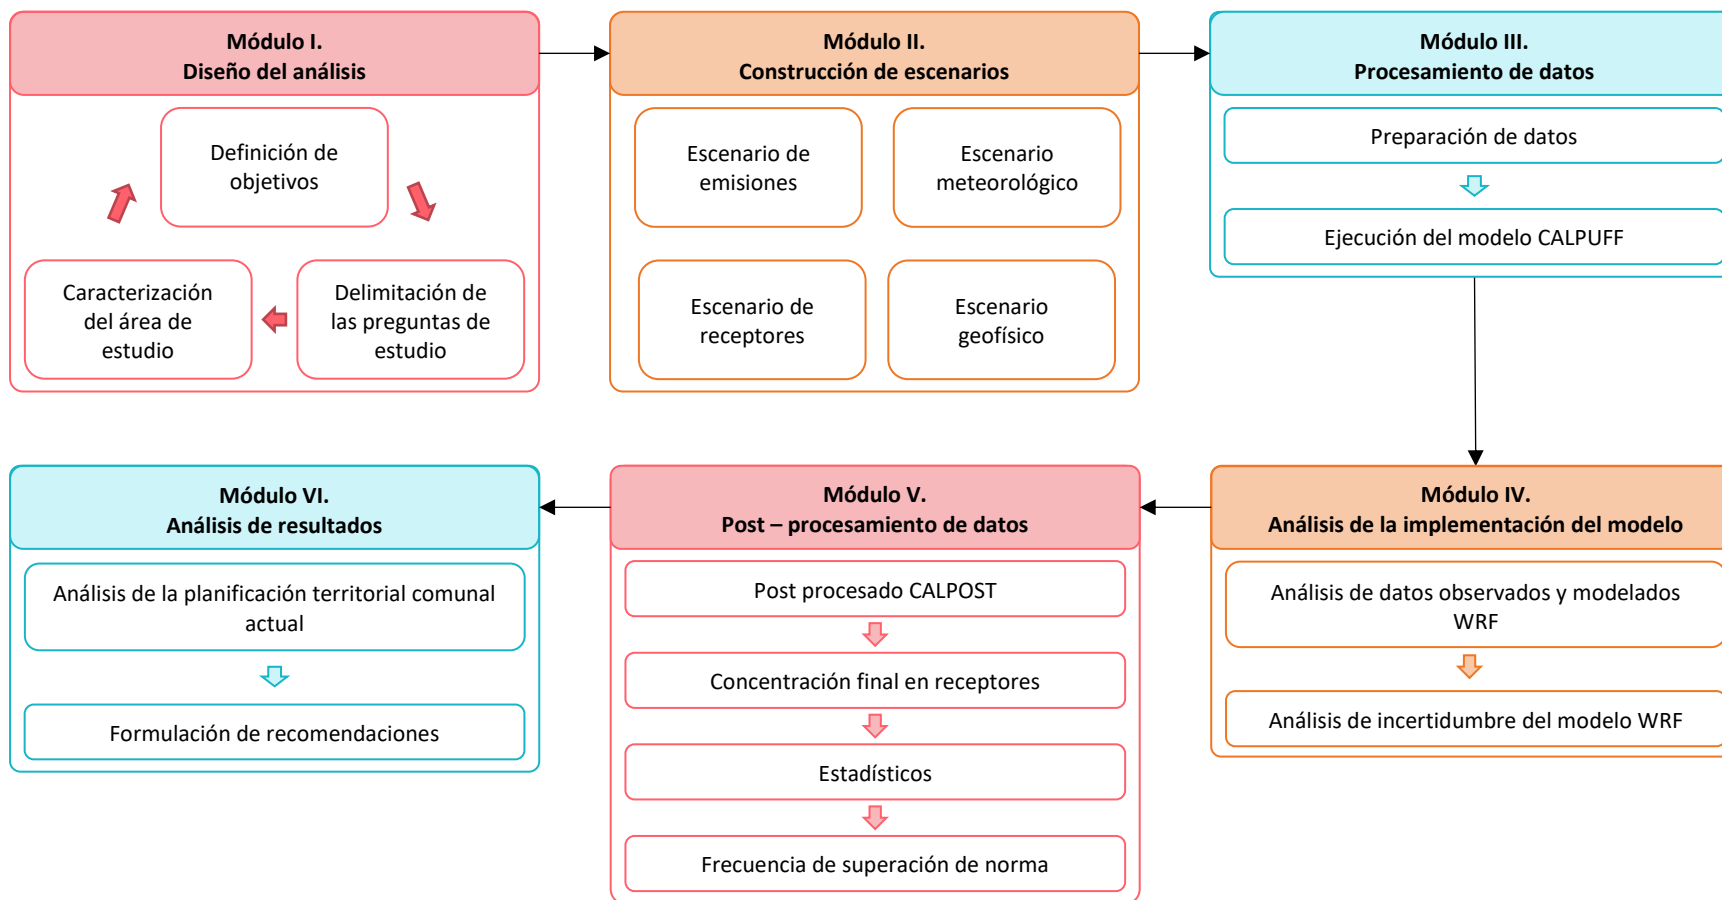 Módulo I.
Diseño del análisis
Definición de
objetivos
Delimitación de
las preguntas de
estudio
Caracterización
del área de
estudio
Módulo II.
Construcción de escenarios
Escenario de
emisiones
Escenario
meteorológico
Escenario de
receptores
Escenario
geofísico
Módulo III.
Procesamiento de datos
Preparación de datos
Ejecución del modelo CALPUFF
Módulo IV.
Análisis de la implementación del modelo
Análisis de datos observados y modelados
WRF
Análisis de incertidumbre del modelo WRF
Módulo V.
Post – procesamiento de datos
Post procesado CALPOST
Concentración final en receptores
Estadísticos
Frecuencia de superación de norma
Módulo VI.
Análisis de resultados
Análisis de la planificación territorial comunal
actual
Formulación de recomendaciones